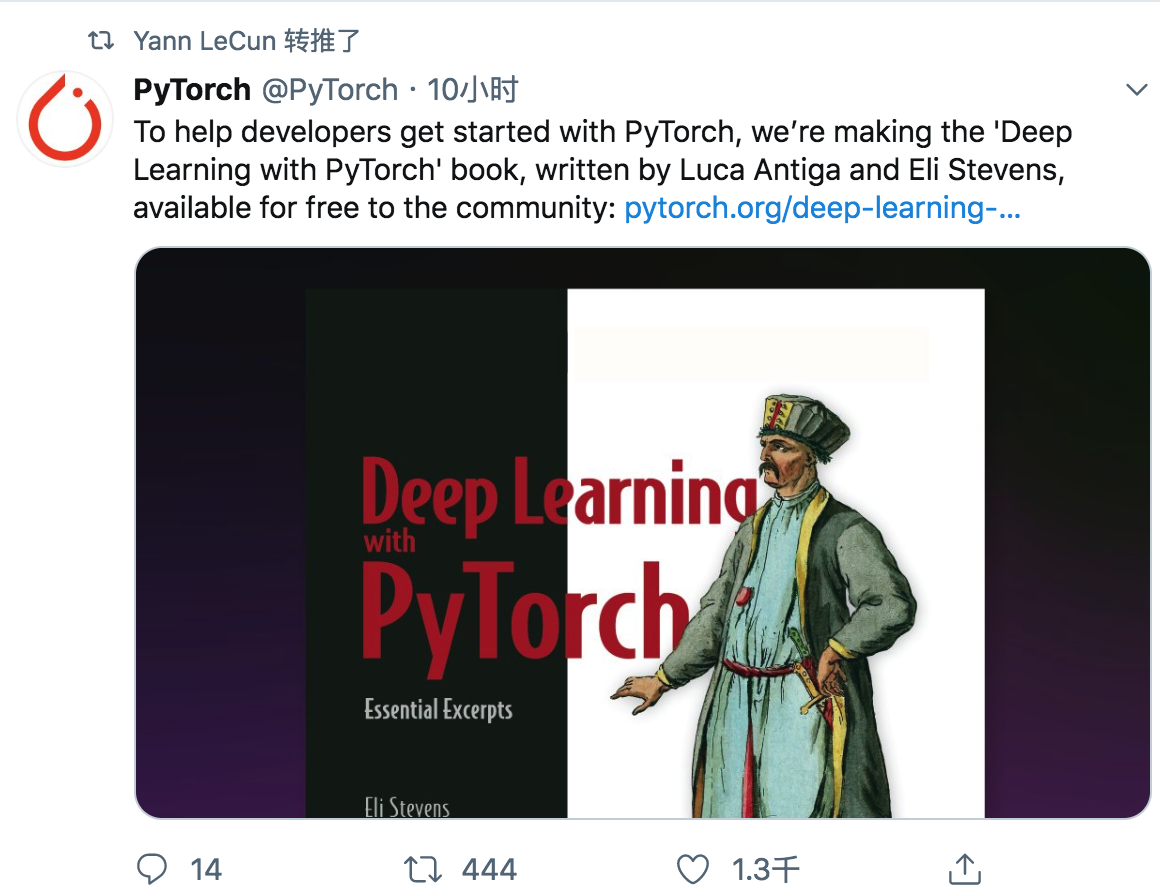 Yann LeCun 转推了
PyTorch @PyTorch · 10小时
To help developers get started with PyTorch, we’re making the 'Deep
Learning with PyTorch' book, written by Luca Antiga and Eli Stevens,
available for free to the community: pytorch.org/deep-learning-...
Deep Learning
with
PyTorch
Essential Excerpts
Eli Stevens
14 444 1.3千